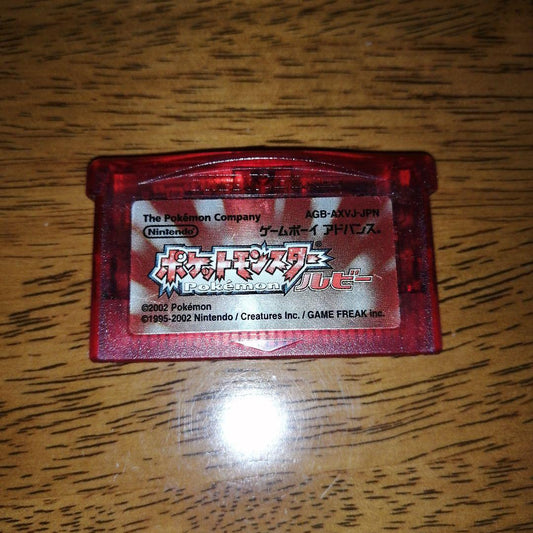 The Pokémon Company
AGB-AXVJ-JPN
Nintendo
ゲームボーイ アドバンス®
ポケットモンスター
Pokémon
ルビー
©2002 Pokémon
©1995-2002 Nintendo / Creatures Inc. / GAME FREAK inc.